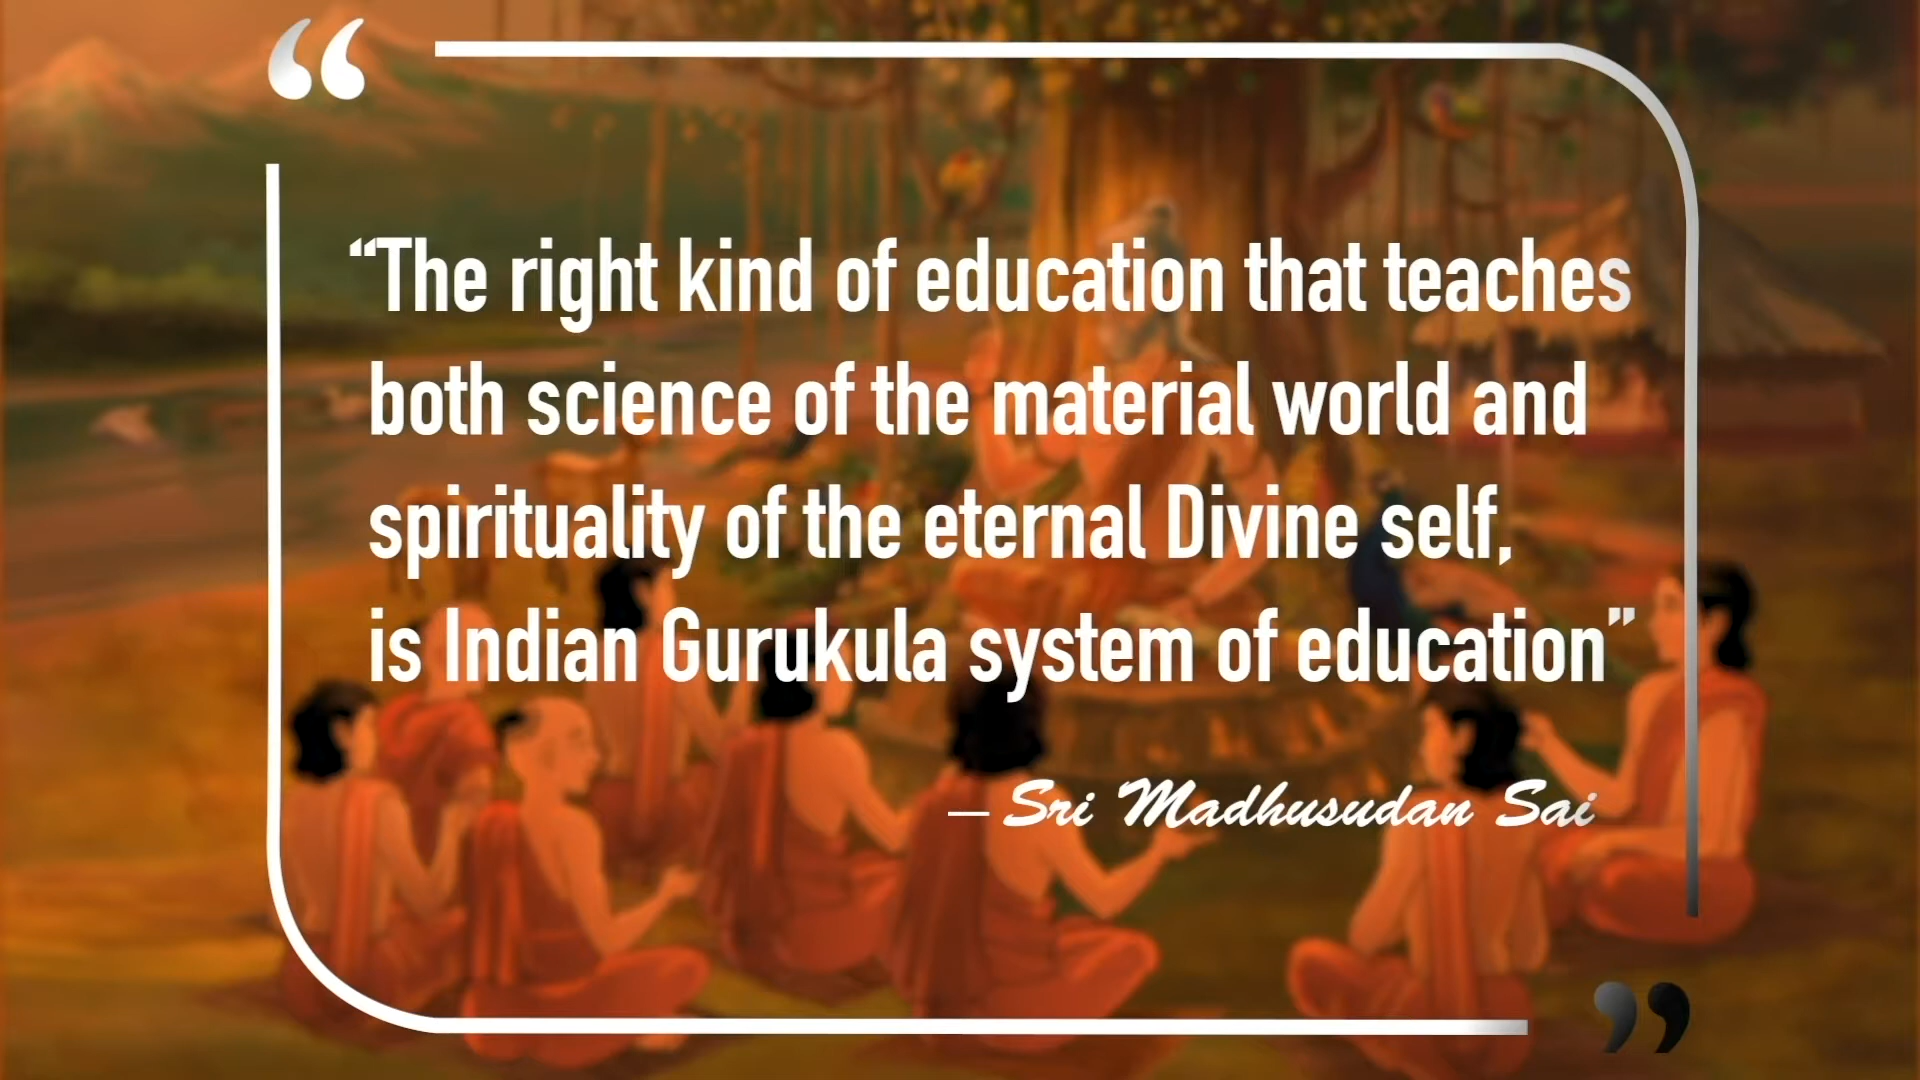 “The right kind of education that teaches
both science of the material world and
spirituality of the eternal Divine self,
is Indian Gurukula system of education”
— Sri Madhusudan Sai